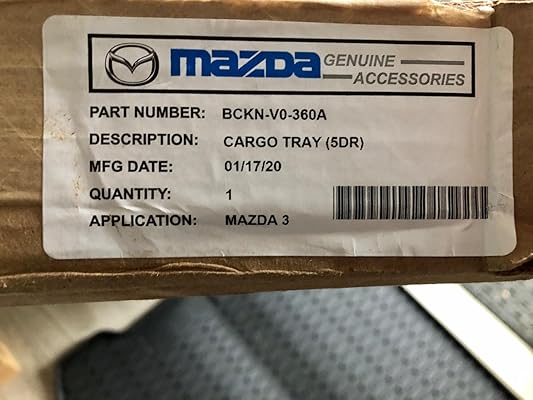 mazda GENUINE
ACCESSORIES
PART NUMBER: BCKN-V0-360A
DESCRIPTION: CARGO TRAY (5DR)
MFG DATE: 01/17/20
QUANTITY: 1
APPLICATION: MAZDA 3